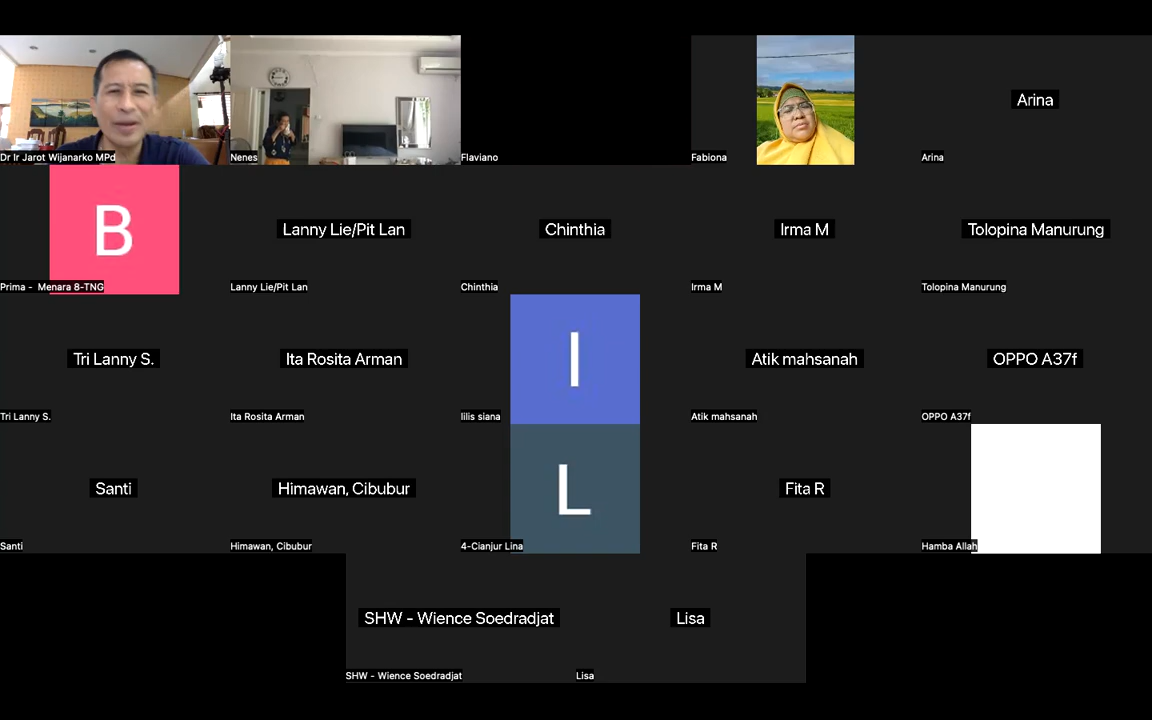 Dr Ir Jarot Wijanarko MPd
Nenes
Flaviano
Fabiona
Arina
Arina
B
Prima - Menara 8-TNG
Lanny Lie/Pit Lan
Lanny Lie/Pit Lan
Chinthia
Chinthia
Irma M
Irma M
Tolopina Manurung
Tolopina Manurung
Tri Lanny S.
Tri Lanny S.
Ita Rosita Arman
Ita Rosita Arman
I
lilis siana
Atik mahsanah
Atik mahsanah
OPPO A37f
OPPO A37f
Santi
Santi
Himawan, Cibubur
Himawan, Cibubur
L
4-Cianjur Lina
Fita R
Fita R
Hamba Allah
SHW - Wience Soedradjat
SHW - Wience Soedradjat
Lisa
Lisa